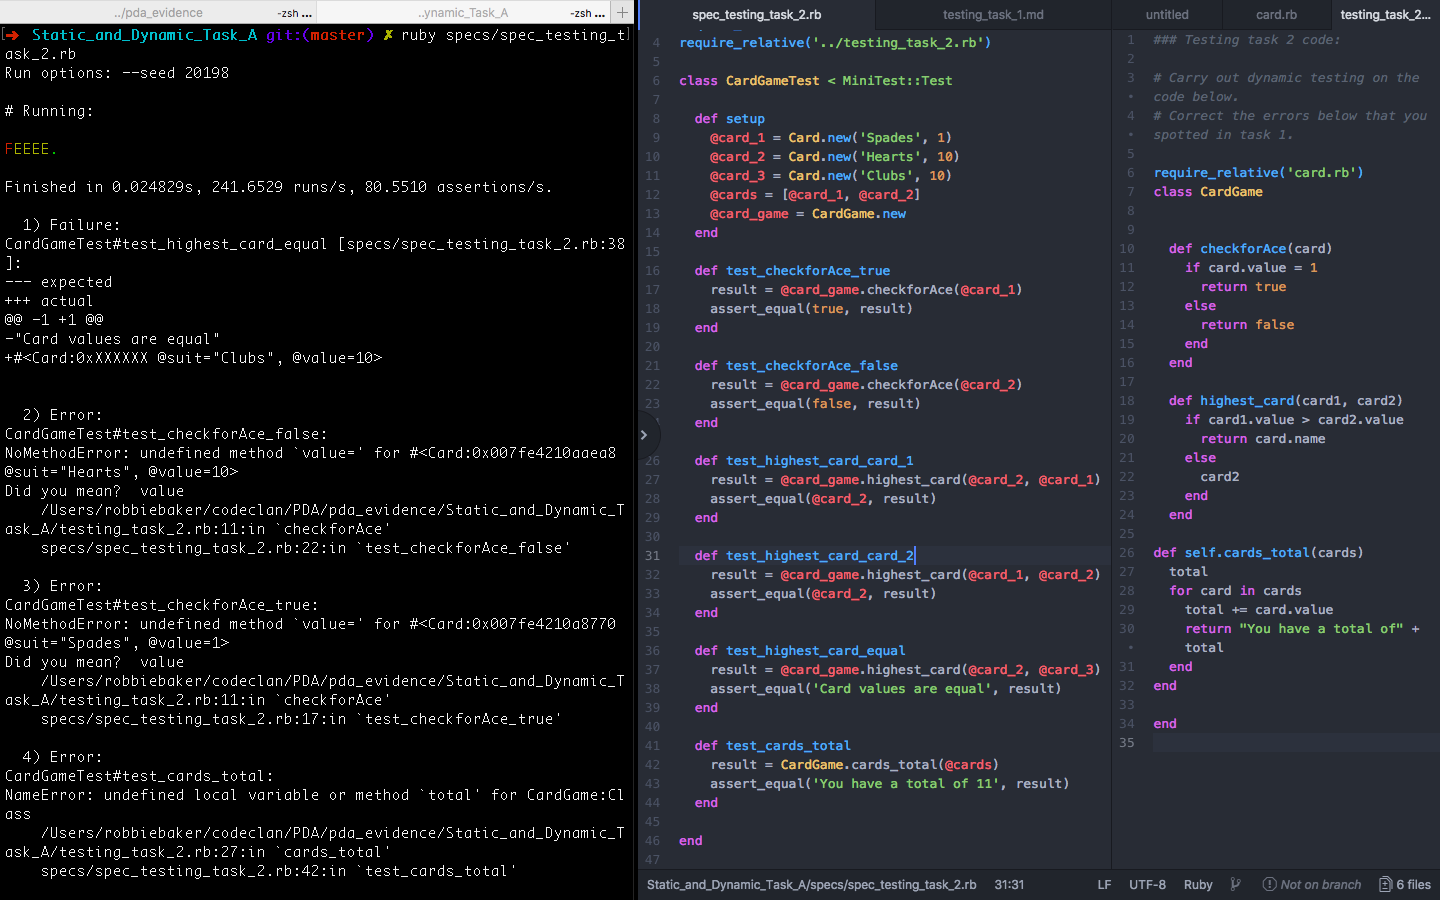 ../pda_evidence
-zsh ...
..ynamic_Task_A
-zsh ...
+
[➜ Static_and_Dynamic_Task_A git:(master) ✗ ruby specs/spec_testing_t
ask_2.rb
Run options: --seed 20198
# Running:
FEEEE.
Finished in 0.024829s, 241.6529 runs/s, 80.5510 assertions/s.
1) Failure:
CardGameTest#test_highest_card_equal [specs/spec_testing_task_2.rb:38
]:
--- expected
+++ actual
@@ -1 +1 @@
-"Card values are equal"
+#<Card:0xXXXXXX @suit="Clubs", @value=10>
2) Error:
CardGameTest#test_checkforAce_false:
NoMethodError: undefined method `value=' for #<Card:0x007fe4210aaea8
@suit="Hearts", @value=10>
Did you mean?  value
/Users/robbiebaker/codeclan/PDA/pda_evidence/Static_and_Dynamic_T
ask_A/testing_task_2.rb:11:in `checkforAce'
specs/spec_testing_task_2.rb:22:in `test_checkforAce_false'
3) Error:
CardGameTest#test_checkforAce_true:
NoMethodError: undefined method `value=' for #<Card:0x007fe4210a8770
@suit="Spades", @value=1>
Did you mean?  value
/Users/robbiebaker/codeclan/PDA/pda_evidence/Static_and_Dynamic_T
ask_A/testing_task_2.rb:11:in `checkforAce'
specs/spec_testing_task_2.rb:17:in `test_checkforAce_true'
4) Error:
CardGameTest#test_cards_total:
NameError: undefined local variable or method `total' for CardGame:Cl
ass
/Users/robbiebaker/codeclan/PDA/pda_evidence/Static_and_Dynamic_T
ask_A/testing_task_2.rb:27:in `cards_total'
specs/spec_testing_task_2.rb:42:in `test_cards_total'
spec_testing_task_2.rb
testing_task_1.md
4 require_relative('../testing_task_2.rb')
5
6 class CardGameTest < MiniTest::Test
7
8 def setup
9 @card_1 = Card.new('Spades', 1)
10 @card_2 = Card.new('Hearts', 10)
11 @card_3 = Card.new('Clubs', 10)
12 @cards = [@card_1, @card_2]
13 @card_game = CardGame.new
14 end
15
16 def test_checkforAce_true
17 result = @card_game.checkforAce(@card_1)
18 assert_equal(true, result)
19 end
20
21 def test_checkforAce_false
22 result = @card_game.checkforAce(@card_2)
23 assert_equal(false, result)
end
26 def test_highest_card_card_1
27 result = @card_game.highest_card(@card_2, @card_1)
28 assert_equal(@card_2, result)
29 end
30
31 def test_highest_card_card_2
32 result = @card_game.highest_card(@card_1, @card_2)
33 assert_equal(@card_2, result)
34 end
35
36 def test_highest_card_equal
37 result = @card_game.highest_card(@card_2, @card_3)
38 assert_equal('Card values are equal', result)
39 end
40
41 def test_cards_total
42 result = CardGame.cards_total(@cards)
43 assert_equal('You have a total of 11', result)
44 end
45
46 end
47
untitled
card.rb
testing_task_2...
1 ### Testing task 2 code:
2
3 # Carry out dynamic testing on the
• code below.
4 # Correct the errors below that you
• spotted in task 1.
5
6 require_relative('card.rb')
7 class CardGame
8
9
10 def checkforAce(card)
11 if card.value = 1
12 return true
13 else
14 return false
15 end
16 end
17
18 def highest_card(card1, card2)
19 if card1.value > card2.value
20 return card.name
21 else
22 card2
23 end
24 end
25
26 def self.cards_total(cards)
27 total
28 for card in cards
29 total += card.value
30 return "You have a total of" +
• total
31 end
32 end
33
34 end
35
Static_and_Dynamic_Task_A/specs/spec_testing_task_2.rb
31:31
LF
UTF-8
Ruby
Not on branch
6 files